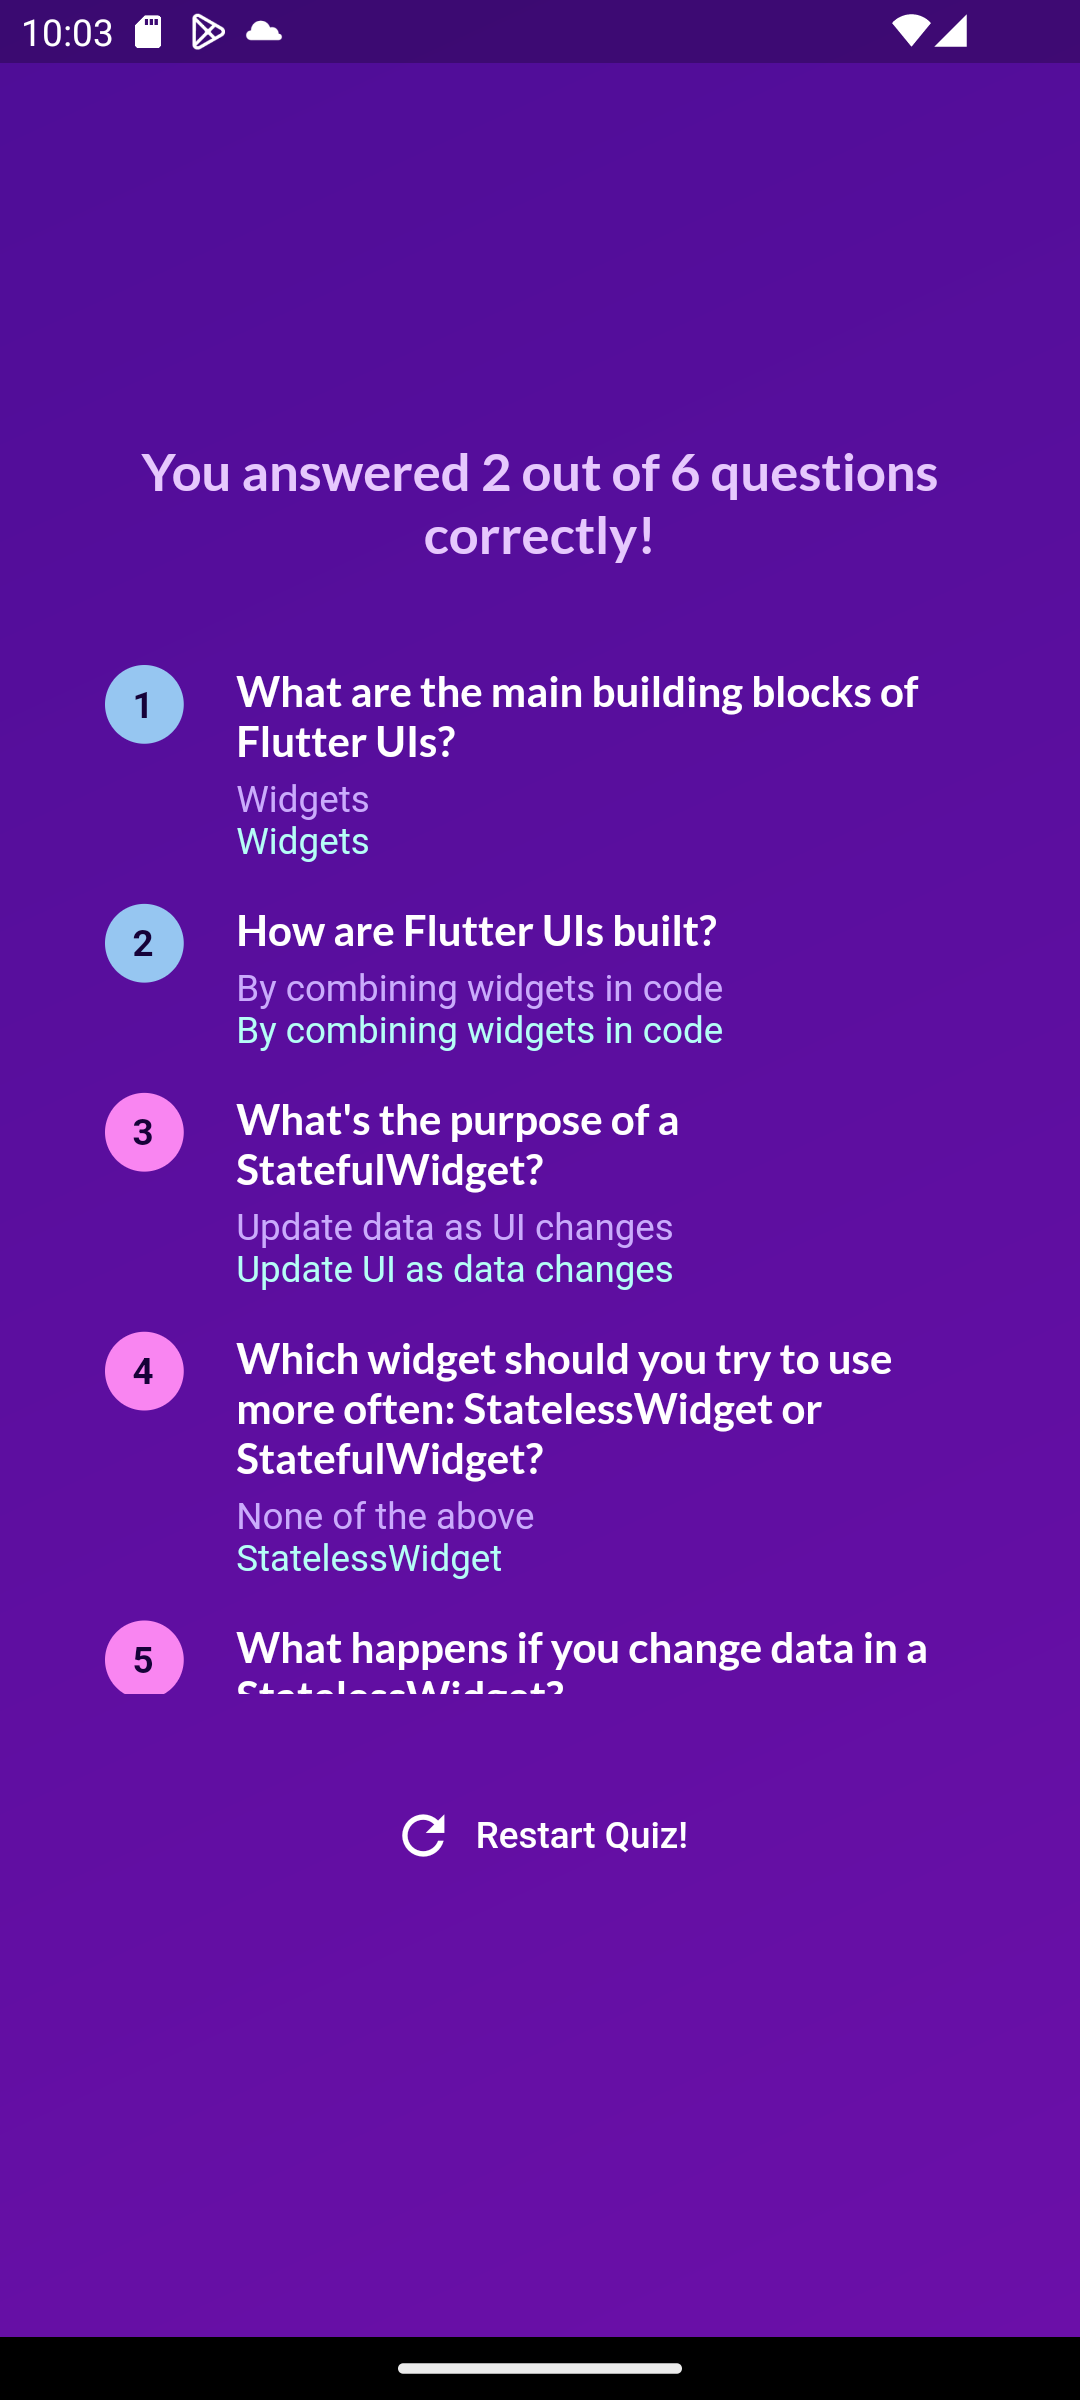 10:03
You answered 2 out of 6 questions
correctly!
1
What are the main building blocks of
Flutter UIs?
Widgets
Widgets
2
How are Flutter UIs built?
By combining widgets in code
By combining widgets in code
3
What's the purpose of a
StatefulWidget?
Update data as UI changes
Update UI as data changes
4
Which widget should you try to use
more often: StatelessWidget or
StatefulWidget?
None of the above
StatelessWidget
5
What happens if you change data in a
StatelessWidget?
Restart Quiz!